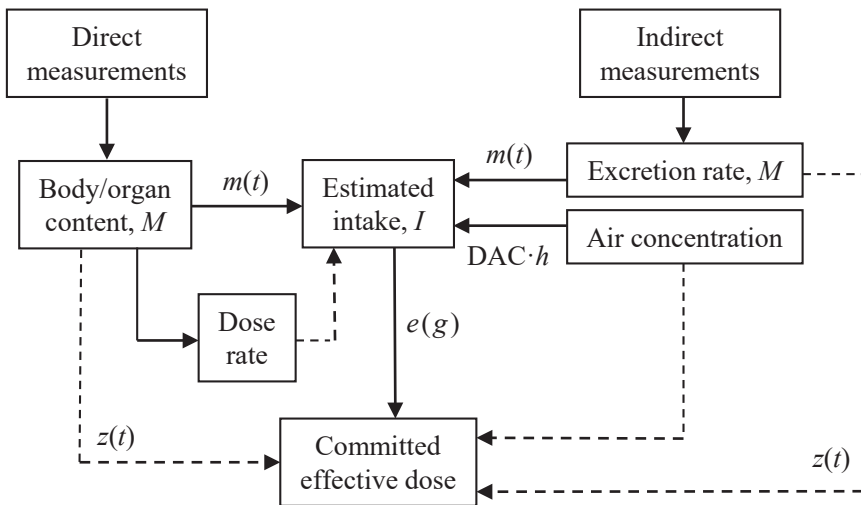 Direct
measurements
Indirect
measurements
Body/organ
content, M
m(t)
Estimated
intake, I
m(t)
Excretion rate, M
Air concentration
DAC·h
Dose
rate
e(g)
z(t)
Committed
effective dose
z(t)